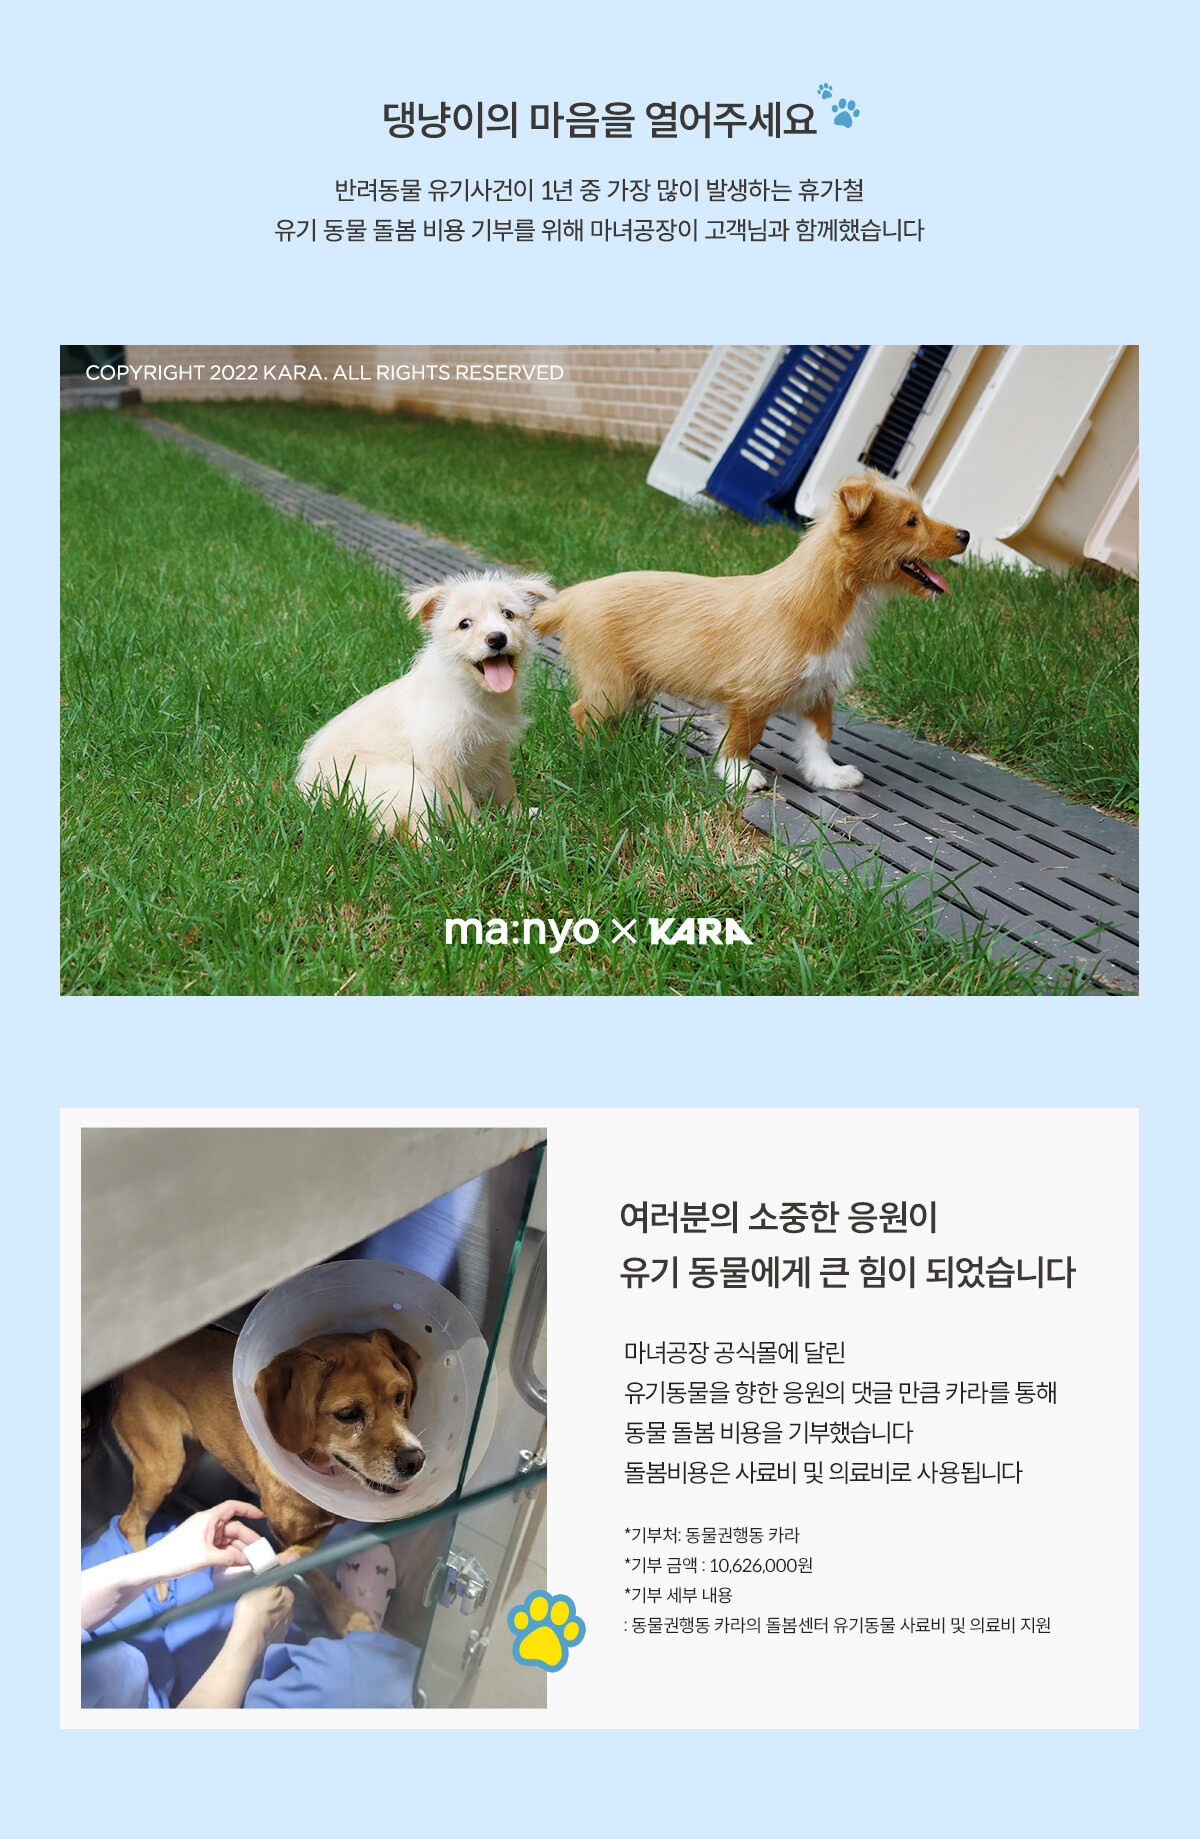 댕냥이의 마음을 열어주세요
반려동물 유기사건이 1년 중 가장 많이 발생하는 휴가철
유기 동물 돌봄 비용 기부를 위해 마녀공장이 고객님과 함께했습니다
COPYRIGHT 2022 KARA. ALL RIGHTS RESERVED
ma:nyo × KARA
여러분의 소중한 응원이
유기 동물에게 큰 힘이 되었습니다
마녀공장 공식몰에 달린
유기동물을 향한 응원의 댓글 만큼 카라를 통해
동물 돌봄 비용을 기부했습니다
돌봄비용은 사료비 및 의료비로 사용됩니다
*기부처: 동물권행동 카라
*기부 금액 : 10,626,000원
*기부 세부 내용
: 동물권행동 카라의 돌봄센터 유기동물 사료비 및 의료비 지원